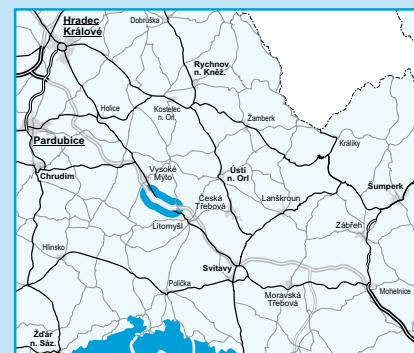 Hradec
Králové
Dobruška
Rychnov
n. Kněž.
Holice
Kostelec
n. Orl.
Žamberk
Pardubice
Králíky
Chrudim
Vysoké
Mýto
Ústí
n. Orl
Šumperk
Česká
Třebová
Lanškroun
Litomyšl
Zábřeh
Hlinsko
Svitavy
Polička
Moravská
Třebová
Mohelnice
Žďár
n. Sáz.